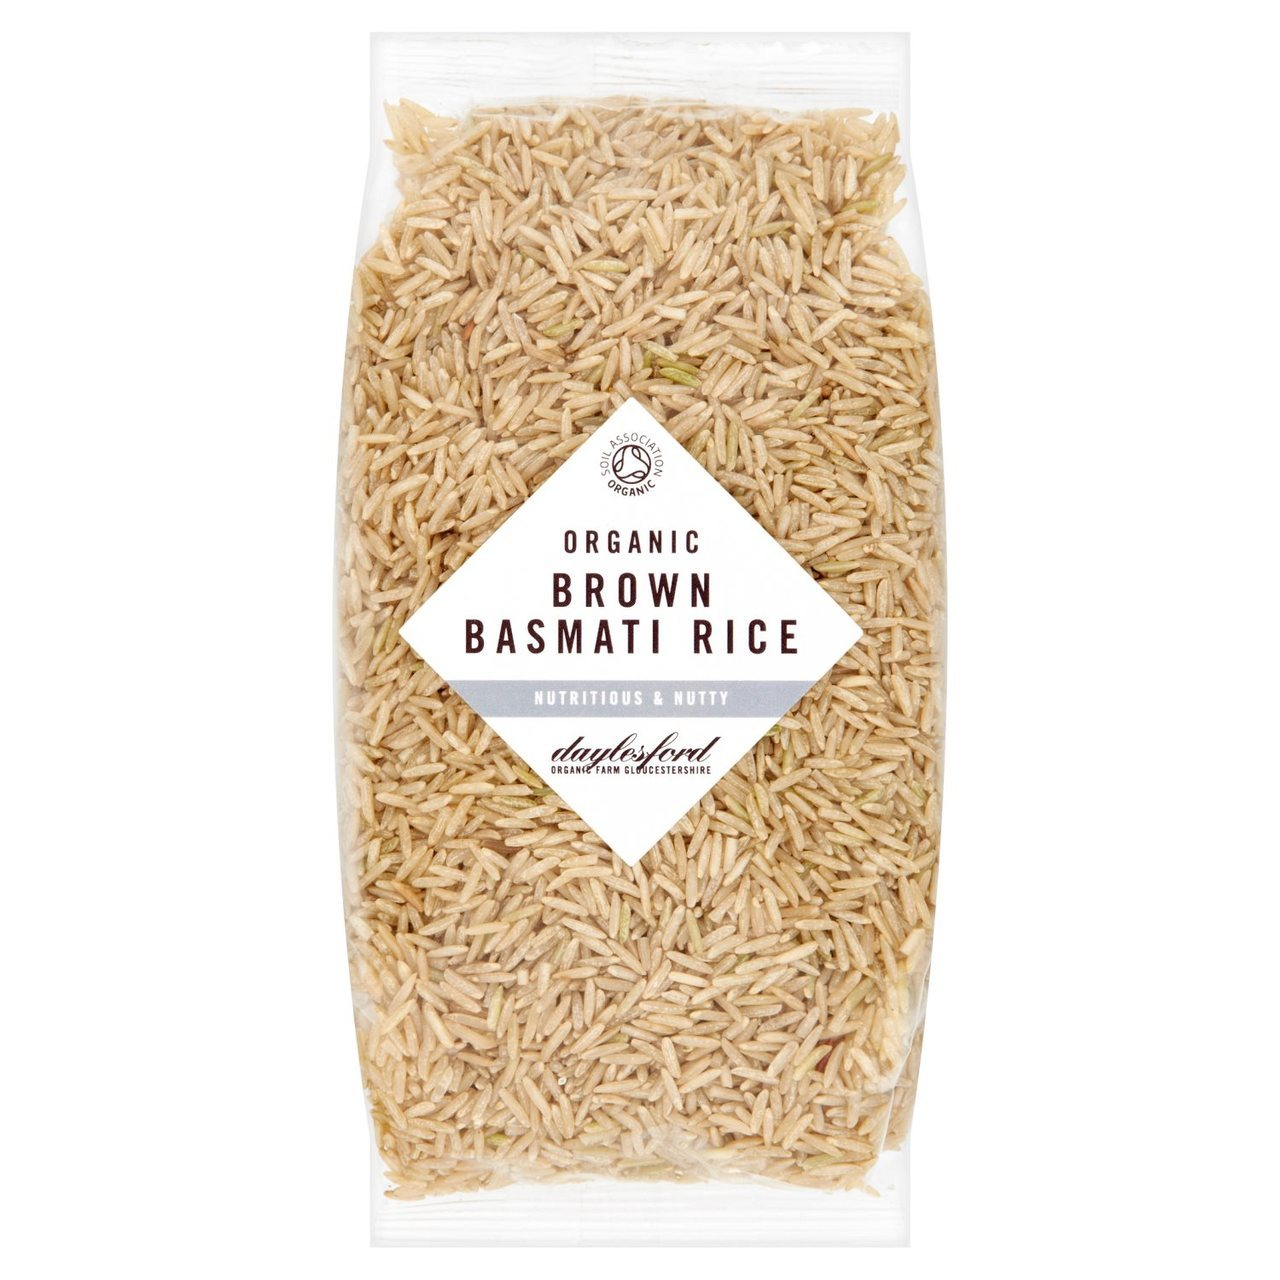 SOIL ASSOCIATION
ORGANIC
ORGANIC
BROWN
BASMATI RICE
NUTRITIOUS & NUTTY
daylesford
ORGANIC FARM GLOUCESTERSHIRE